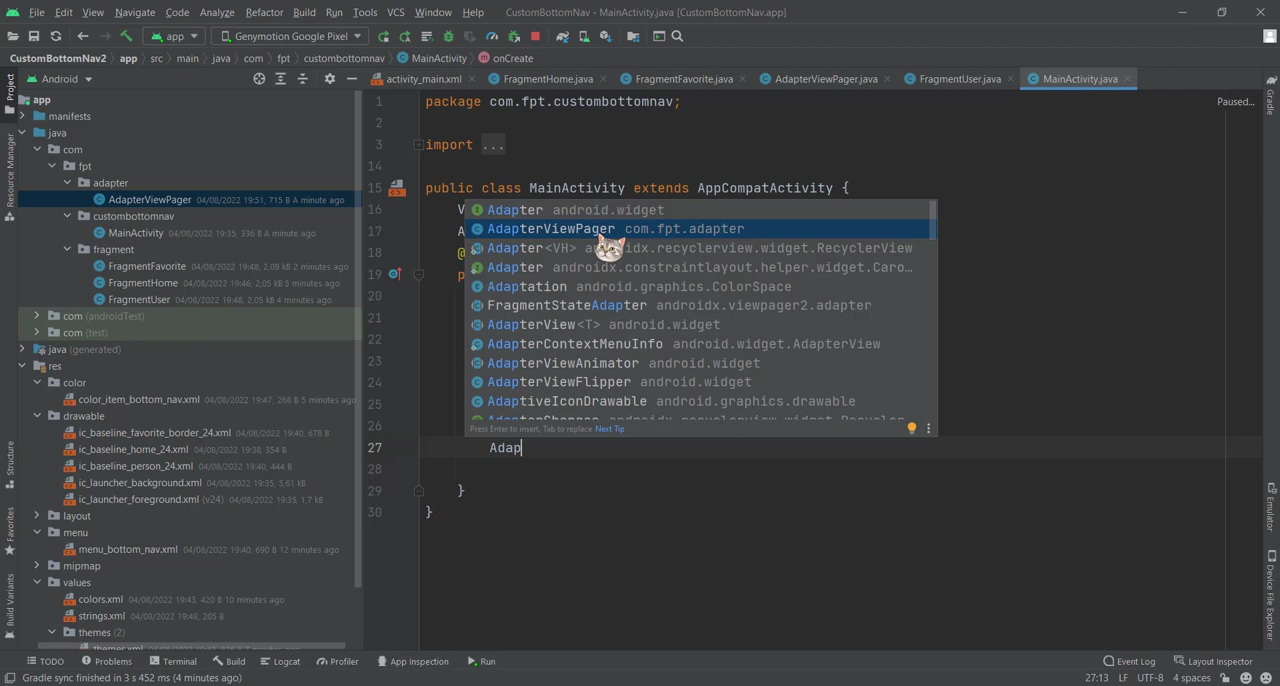 File Edit View Navigate Code Analyze Refactor Build Run Tools VCS Window Help CustomBottomNav - MainActivity.java [CustomBottomNav.app]
app Genymotion Google Pixel
CustomBottomNav2 app src main java com fpt custombottomnav MainActivity onCreate
Android
activity_main.xml FragmentHome.java FragmentFavorite.java AdapterViewPager.java FragmentUser.java MainActivity.java
Project
Resource Manager
Structure
Favorites
Build Variants
app
manifests
java
com
fpt
adapter
AdapterViewPager 04/08/2022 19:51, 715 B A minute ago
custombottomnav
MainActivity 04/08/2022 19:35, 336 B A minute ago
fragment
FragmentFavorite 04/08/2022 19:48, 2,09 kB 2 minutes ago
FragmentHome 04/08/2022 19:46, 2,05 kB 5 minutes ago
FragmentUser 04/08/2022 19:48, 2,05 kB 4 minutes ago
com (androidTest)
com (test)
java (generated)
res
color
color_item_bottom_nav.xml 04/08/2022 19:47, 268 B 5 minutes ago
drawable
ic_baseline_favorite_border_24.xml 04/08/2022 19:40, 678 B
ic_baseline_home_24.xml 04/08/2022 19:38, 354 B
ic_baseline_person_24.xml 04/08/2022 19:40, 444 B
ic_launcher_background.xml 04/08/2022 19:35, 5,61 kB
ic_launcher_foreground.xml (v24) 04/08/2022 19:35, 1,7 kB
layout
menu
menu_bottom_nav.xml 04/08/2022 19:40, 690 B 12 minutes ago
mipmap
values
colors.xml 04/08/2022 19:43, 420 B 10 minutes ago
strings.xml 04/08/2022 19:48, 205 B
themes (2)
1 package com.fpt.custombottomnav;
Paused...
2
3 import ...
14
15 public class MainActivity extends AppCompatActivity {
16 V
17 A
18 @
19 p
20
21
22
23
24
25
26
27 Adap
28
29 }
30 }
Adapter android.widget
AdapterViewPager com.fpt.adapter
Adapter<VH> idx.recyclerview.widget.RecyclerView
Adapter androidx.constraintlayout.helper.widget.Caro...
Adaptation android.graphics.ColorSpace
FragmentStateAdapter androidx.viewpager2.adapter
AdapterView<T> android.widget
AdapterContextMenuInfo android.widget.AdapterView
AdapterViewAnimator android.widget
AdapterViewFlipper android.widget
AdaptiveIconDrawable android.graphics.drawable
Press Enter to insert, Tab to replace Next Tip
Gradle
Emulator
Device File Explorer
TODO Problems Terminal Build Logcat Profiler App Inspection Run Event Log Layout Inspector
Gradle sync finished in 3 s 452 ms (4 minutes ago) 27:13 LF UTF-8 4 spaces